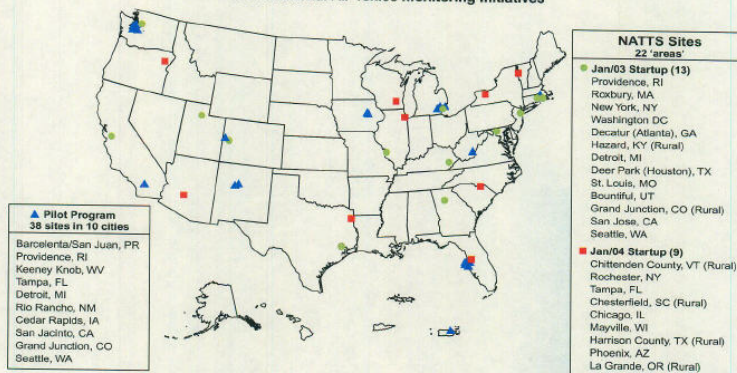 Monitoring Initiatives
NATTS Sites
22 'areas'
Jan/03 Startup (13)
Providence, RI
Roxbury, MA
New York, NY
Washington DC
Decatur (Atlanta), GA
Hazard, KY (Rural)
Detroit, MI
Deer Park (Houston), TX
St. Louis, MO
Bountiful, UT
Grand Junction, CO (Rural)
San Jose, CA
Seattle, WA
Jan/04 Startup (9)
Chittenden County, VT (Rural)
Rochester, NY
Tampa, FL
Chesterfield, SC (Rural)
Chicago, IL
Mayville, WI
Harrison County, TX (Rural)
Phoenix, AZ
La Grande, OR (Rural)
Pilot Program
38 sites in 10 cities
Barcelenta/San Juan, PR
Providence, RI
Keeney Knob, WV
Tampa, FL
Detroit, MI
Rio Rancho, NM
Cedar Rapids, IA
San Jacinto, CA
Grand Junction, CO
Seattle, WA